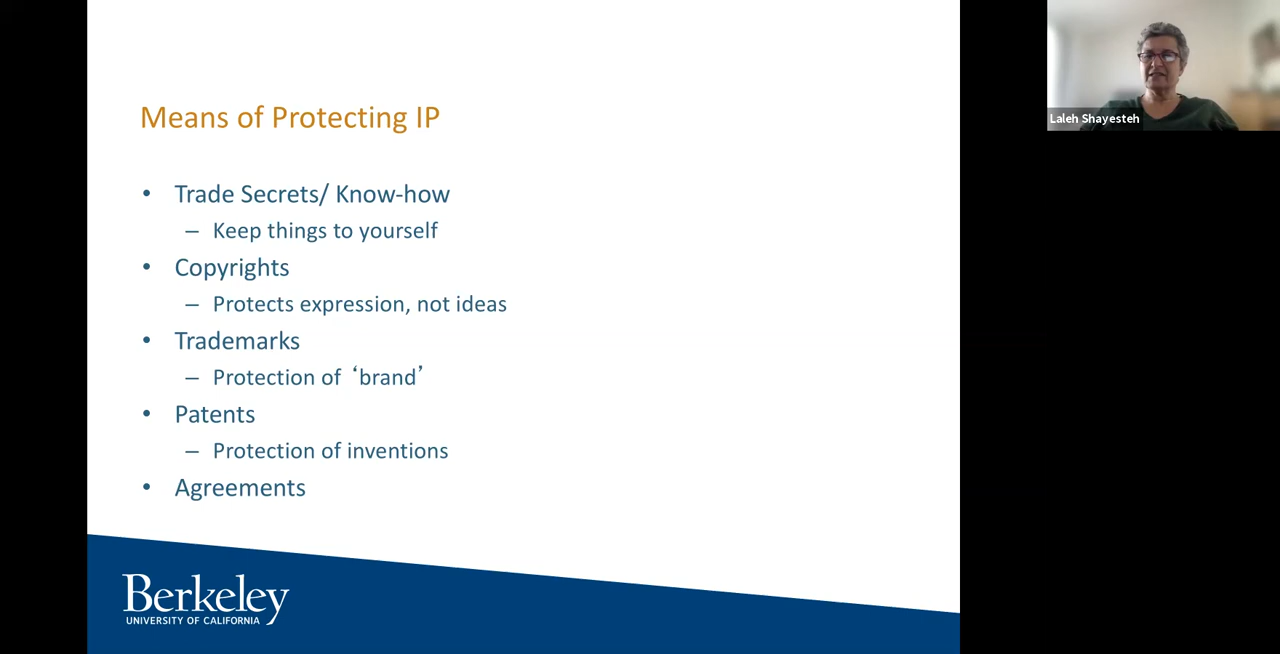 Means of Protecting IP
• Trade Secrets/ Know-how
– Keep things to yourself
• Copyrights
– Protects expression, not ideas
• Trademarks
– Protection of ‘brand’
• Patents
– Protection of inventions
• Agreements
Berkeley
UNIVERSITY OF CALIFORNIA
Laleh Shayesteh